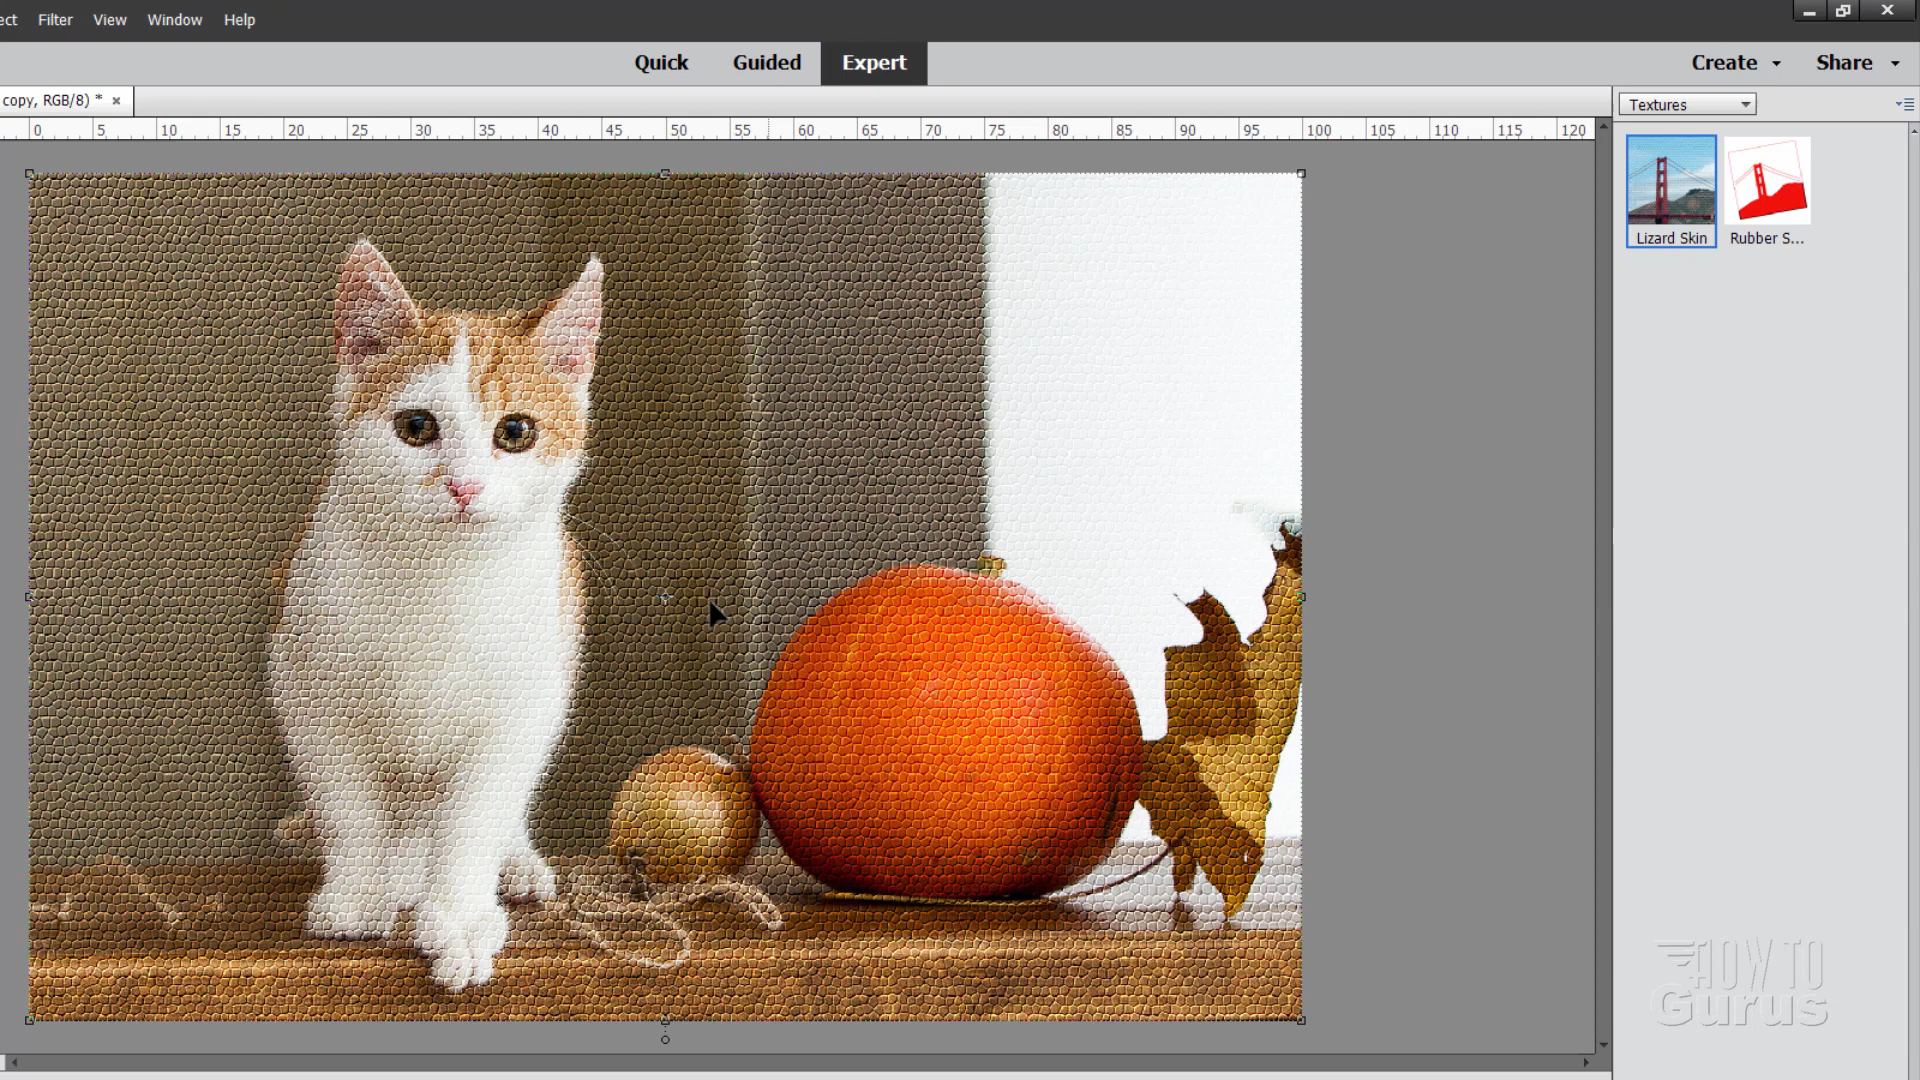 ect Filter View Window Help
Quick Guided Expert Create Share
copy, RGB/8) * ×
Textures
0 5 10 15 20 25 30 35 40 45 50 55 60 65 70 75 80 85 90 95 100 105 110 115 120
Lizard Skin Rubber S...
HOW TO
Gurus